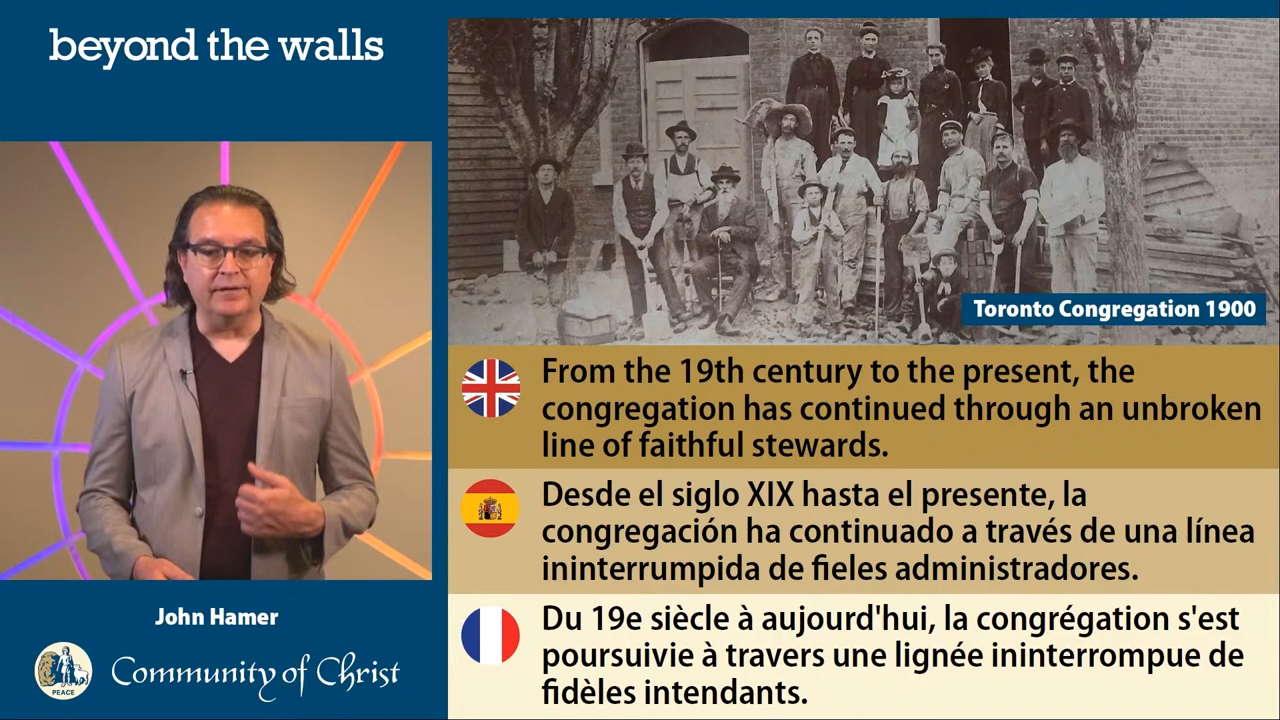 beyond the walls
Toronto Congregation 1900
From the 19th century to the present, the
congregation has continued through an unbroken
line of faithful stewards.
Desde el siglo XIX hasta el presente, la
congregación ha continuado a través de una línea
ininterrumpida de fieles administradores.
Du 19e siècle à aujourd'hui, la congrégation s'est
poursuivie à travers une lignée ininterrompue de
fidèles intendants.
John Hamer
PEACE
Community of Christ